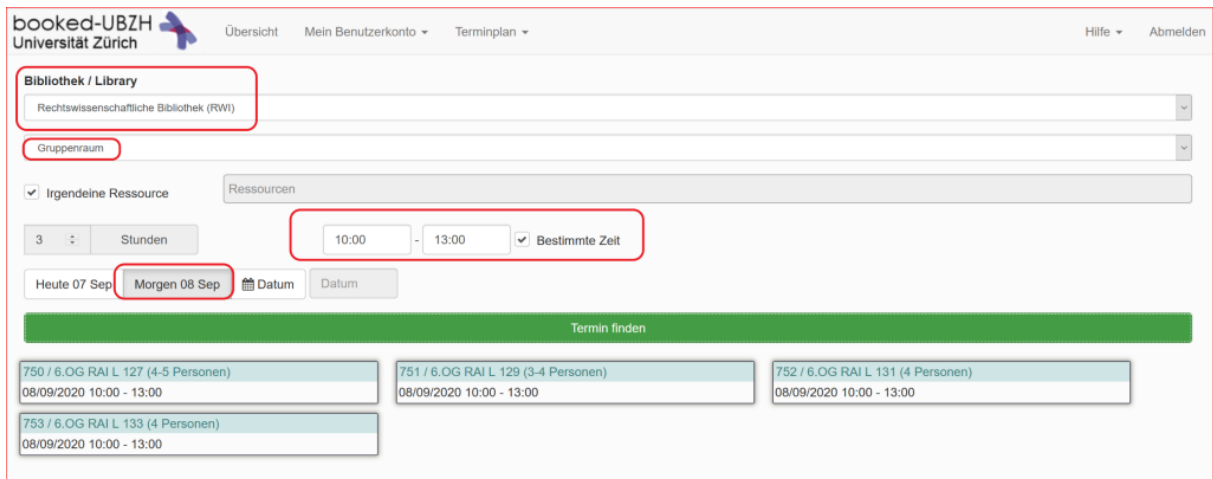 booked-UBZH
Universität Zürich
Übersicht Mein Benutzerkonto Terminplan Hilfe Abmelden
Bibliothek / Library
Rechtswissenschaftliche Bibliothek (RWI)
Gruppenraum
Irgendeine Ressource Ressourcen
3 Stunden 10:00 - 13:00 Bestimmte Zeit
Heute 07 Sep Morgen 08 Sep Datum Datum
Termin finden
750 / 6.OG RAI L 127 (4-5 Personen)
08/09/2020 10:00 - 13:00
751 / 6.OG RAI L 129 (3-4 Personen)
08/09/2020 10:00 - 13:00
752 / 6.OG RAI L 131 (4 Personen)
08/09/2020 10:00 - 13:00
753 / 6.OG RAI L 133 (4 Personen)
08/09/2020 10:00 - 13:00